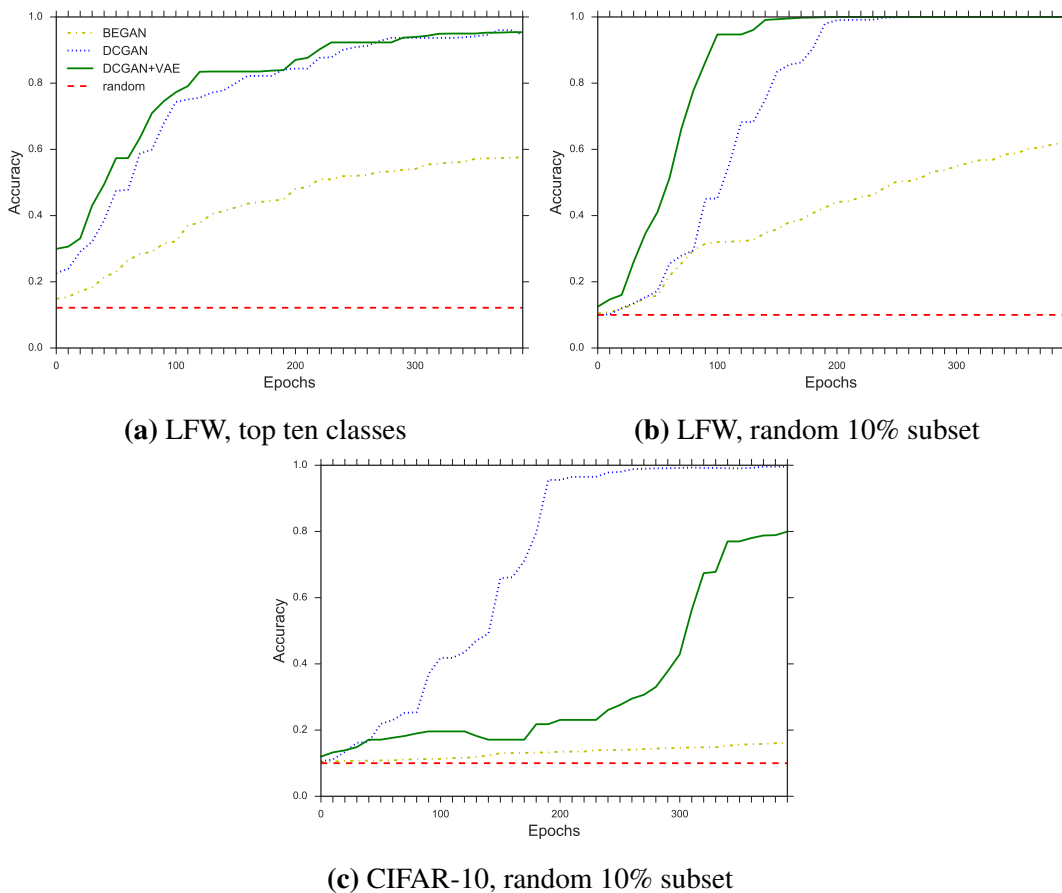 1.0
0.8
0.6
0.4
0.2
0.0
Accuracy
BEGAN
DCGAN
DCGAN+VAE
random
0
100
200
300
Epochs
(a) LFW, top ten classes
1.0
0.8
0.6
0.4
0.2
0.0
Accuracy
0
100
200
300
Epochs
(b) LFW, random 10% subset
1.0
0.8
0.6
0.4
0.2
0.0
Accuracy
0
100
200
300
Epochs
(c) CIFAR-10, random 10% subset